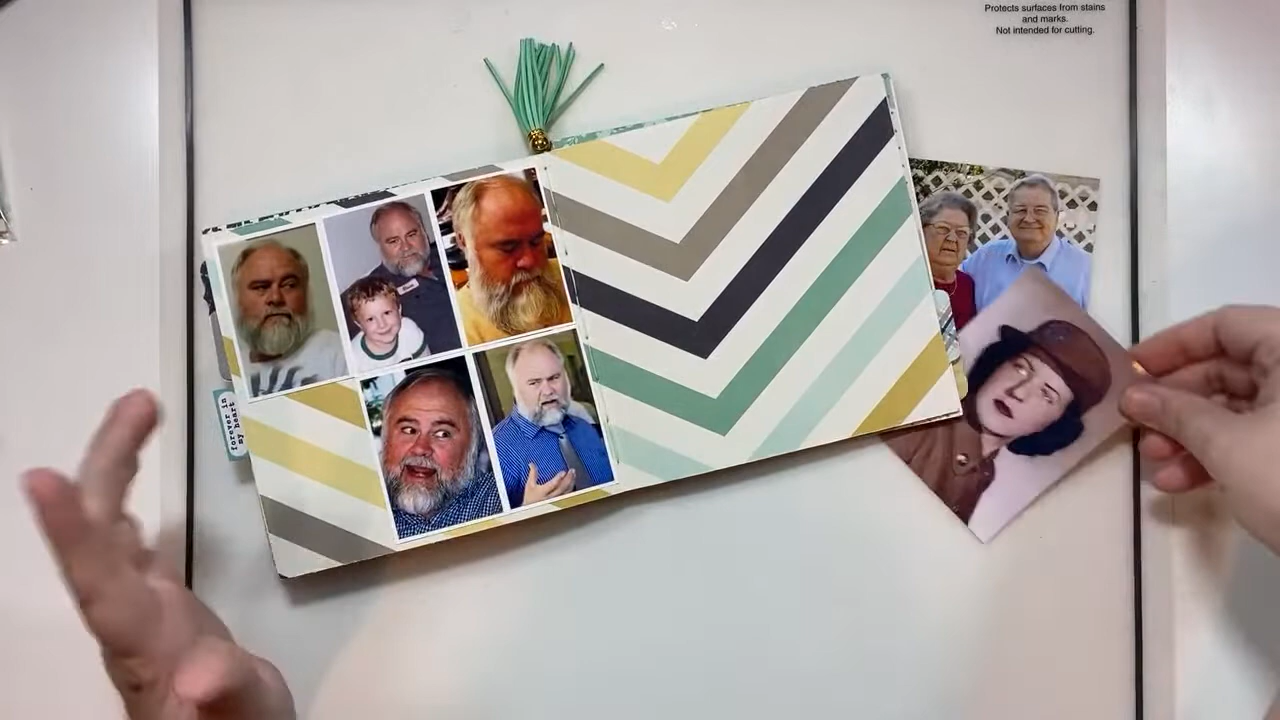 Protects surfaces from stains
and marks.
Not intended for cutting.
forever in
my heart